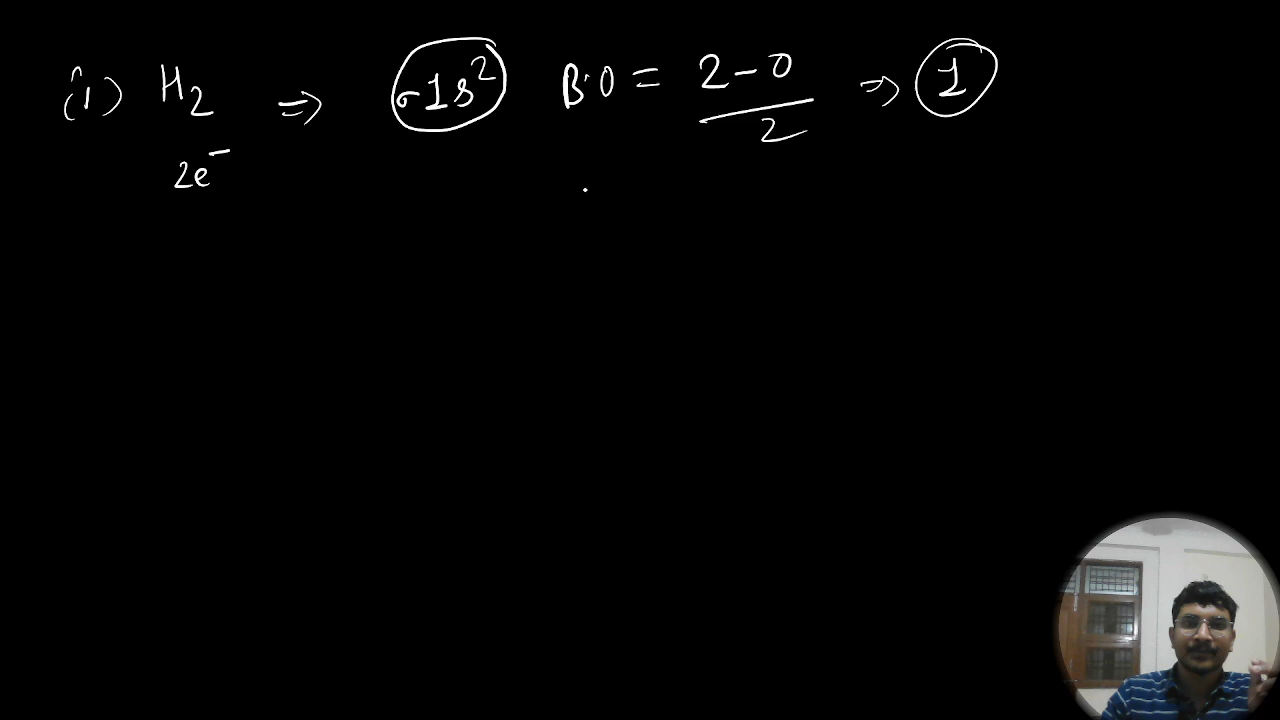 (i) H₂ ⇒ σ1s² B.O = (2-0)/2 ⇒ 1
2e⁻